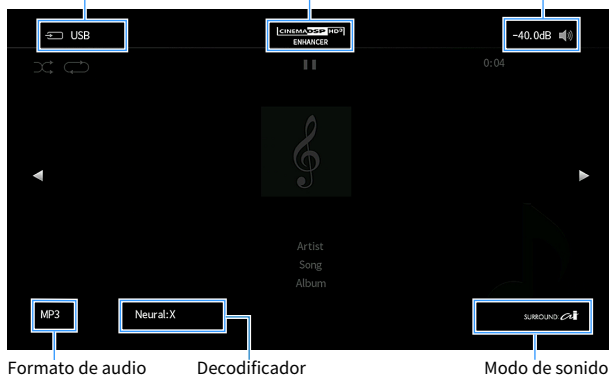 USB
CINEMA DSP HD³
ENHANCER
-40.0dB
0:04
Artist
Song
Album
MP3
Neural:X
SURROUND:AI
Formato de audio
Decodificador
Modo de sonido